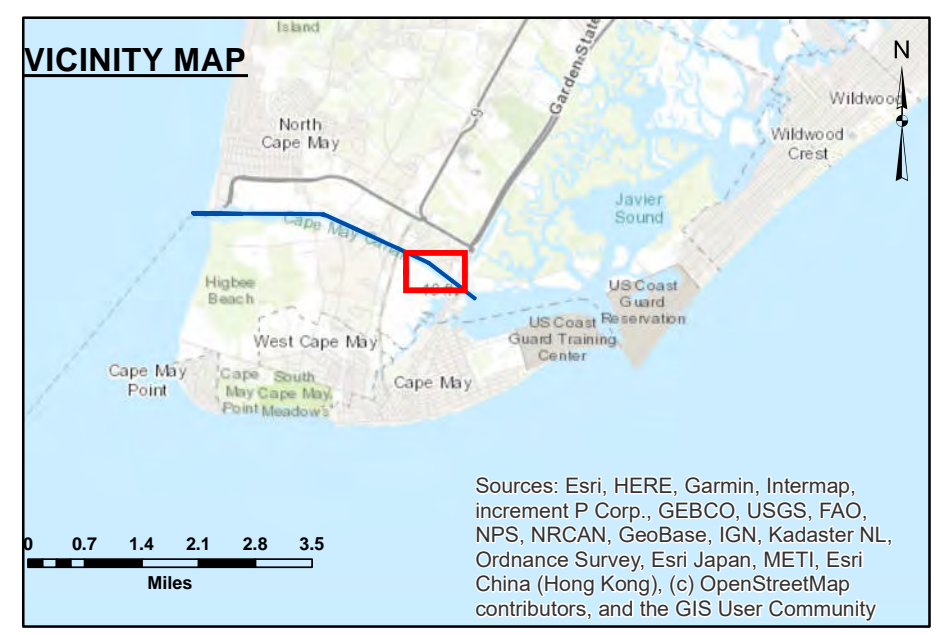 Island
VICINITY MAP
Garden State
N
9
Wildwood
North
Cape May
Wildwood
Crest
Javier
Sound
Cape May Canal
Higbee
Beach
US Coast
Guard
Reservation
US Coast
Guard Training
Center
West Cape May
Cape May
Point
Cape
May
Point
South
Cape May
Meadows
Cape May
Sources: Esri, HERE, Garmin, Intermap,
increment P Corp., GEBCO, USGS, FAO,
NPS, NRCAN, GeoBase, IGN, Kadaster NL,
Ordnance Survey, Esri Japan, METI, Esri
China (Hong Kong), (c) OpenStreetMap
contributors, and the GIS User Community
0 0.7 1.4 2.1 2.8 3.5
Miles